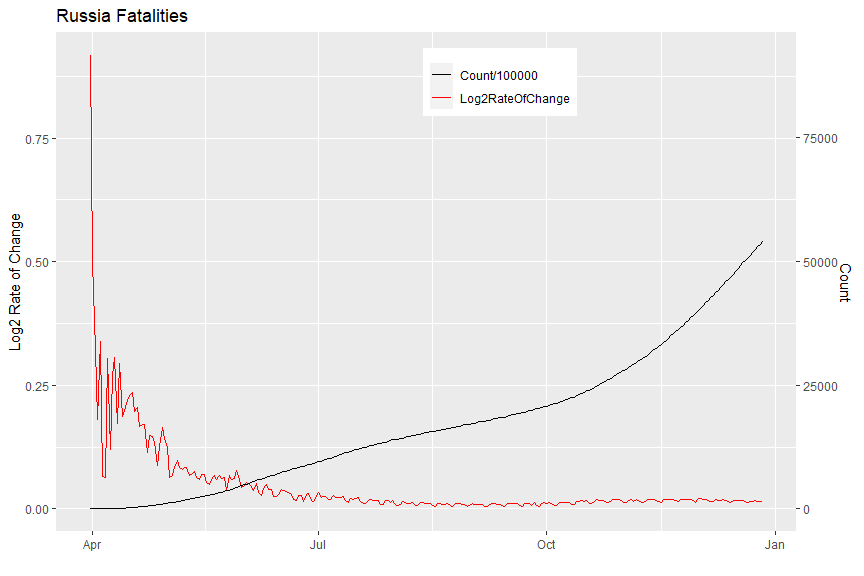 Russia Fatalities
Count/100000
Log2RateOfChange
0.75
0.50
0.25
0.00
Log2 Rate of Change
75000
50000
25000
0
Count
Apr
Jul
Oct
Jan